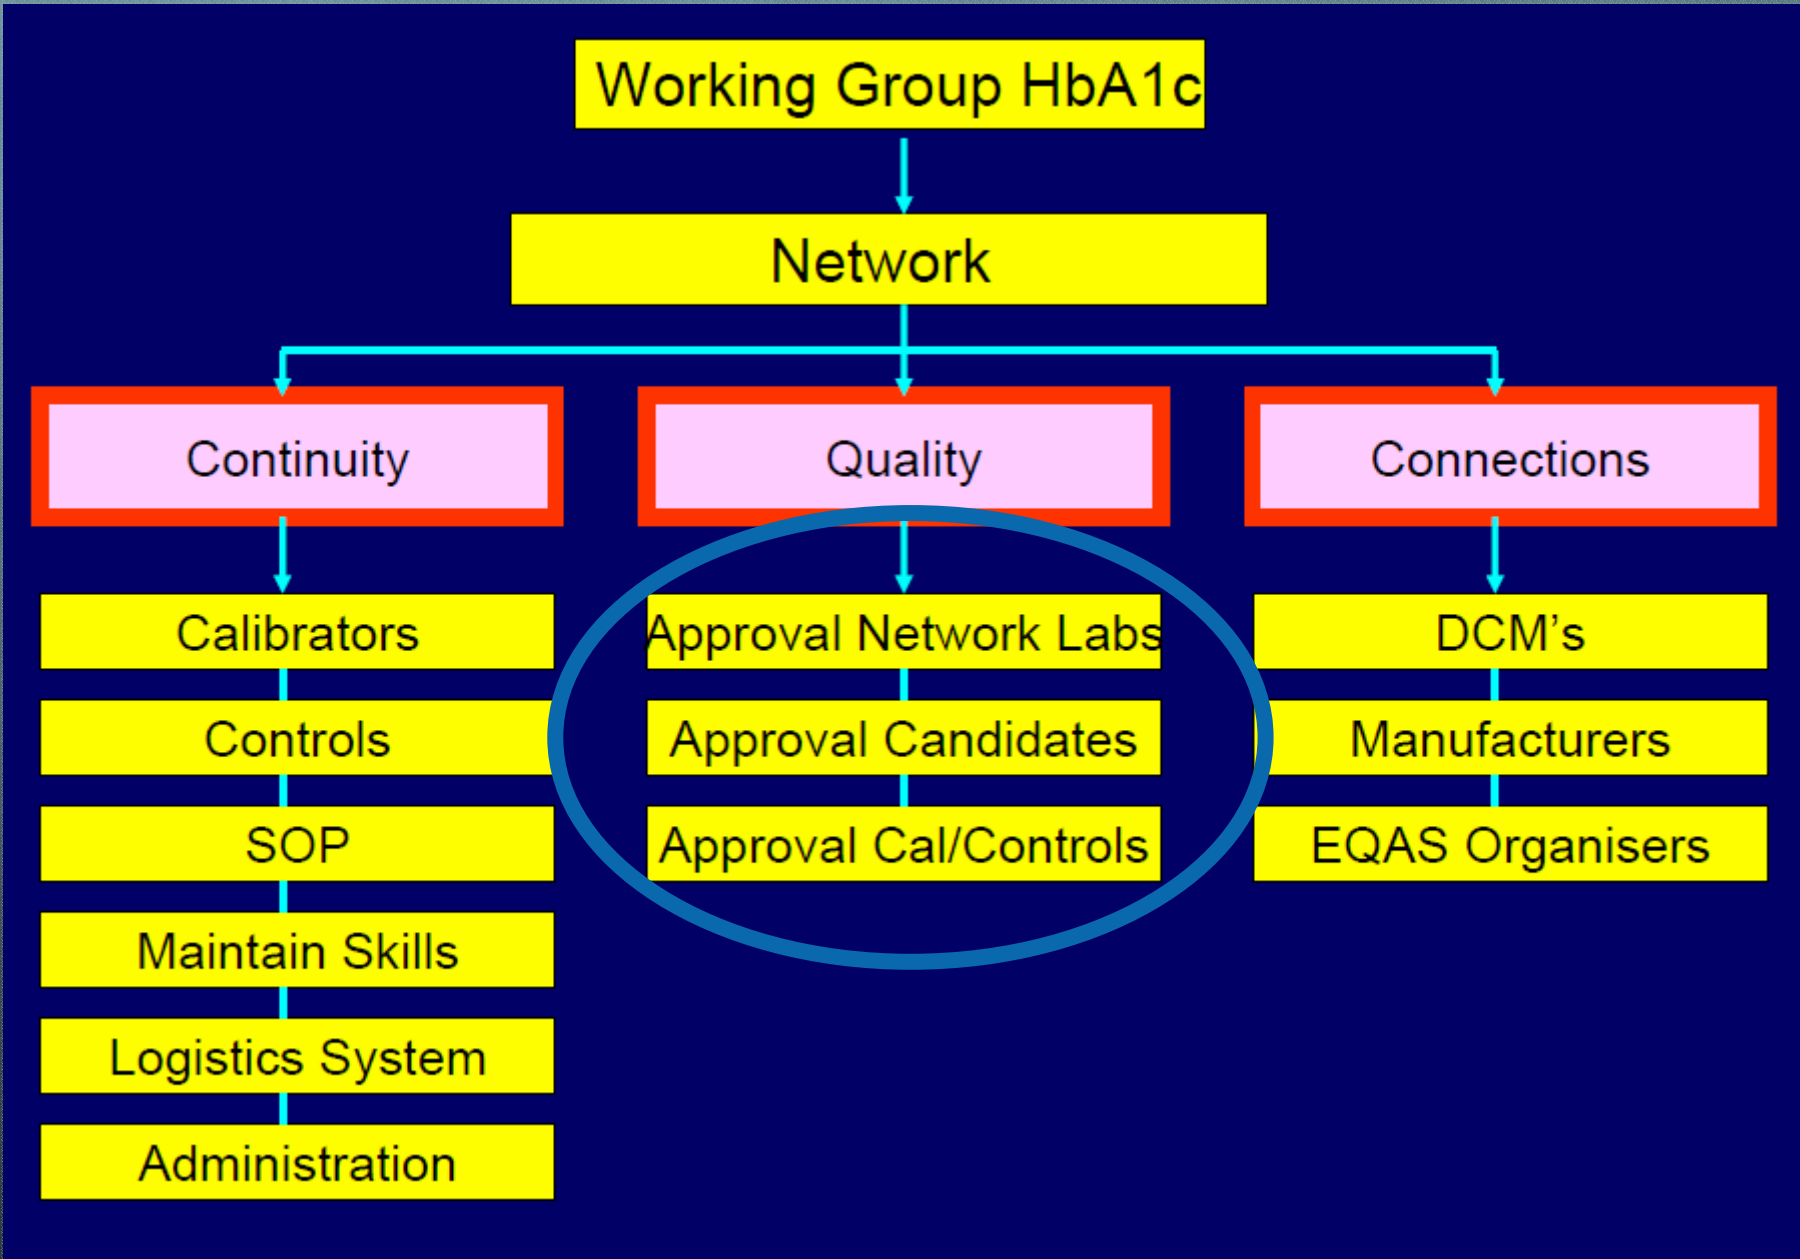 Working Group HbA1c
Network
Continuity
Quality
Connections
Calibrators
Controls
SOP
Maintain Skills
Logistics System
Administration
Approval Network Labs
Approval Candidates
Approval Cal/Controls
DCM’s
Manufacturers
EQAS Organisers